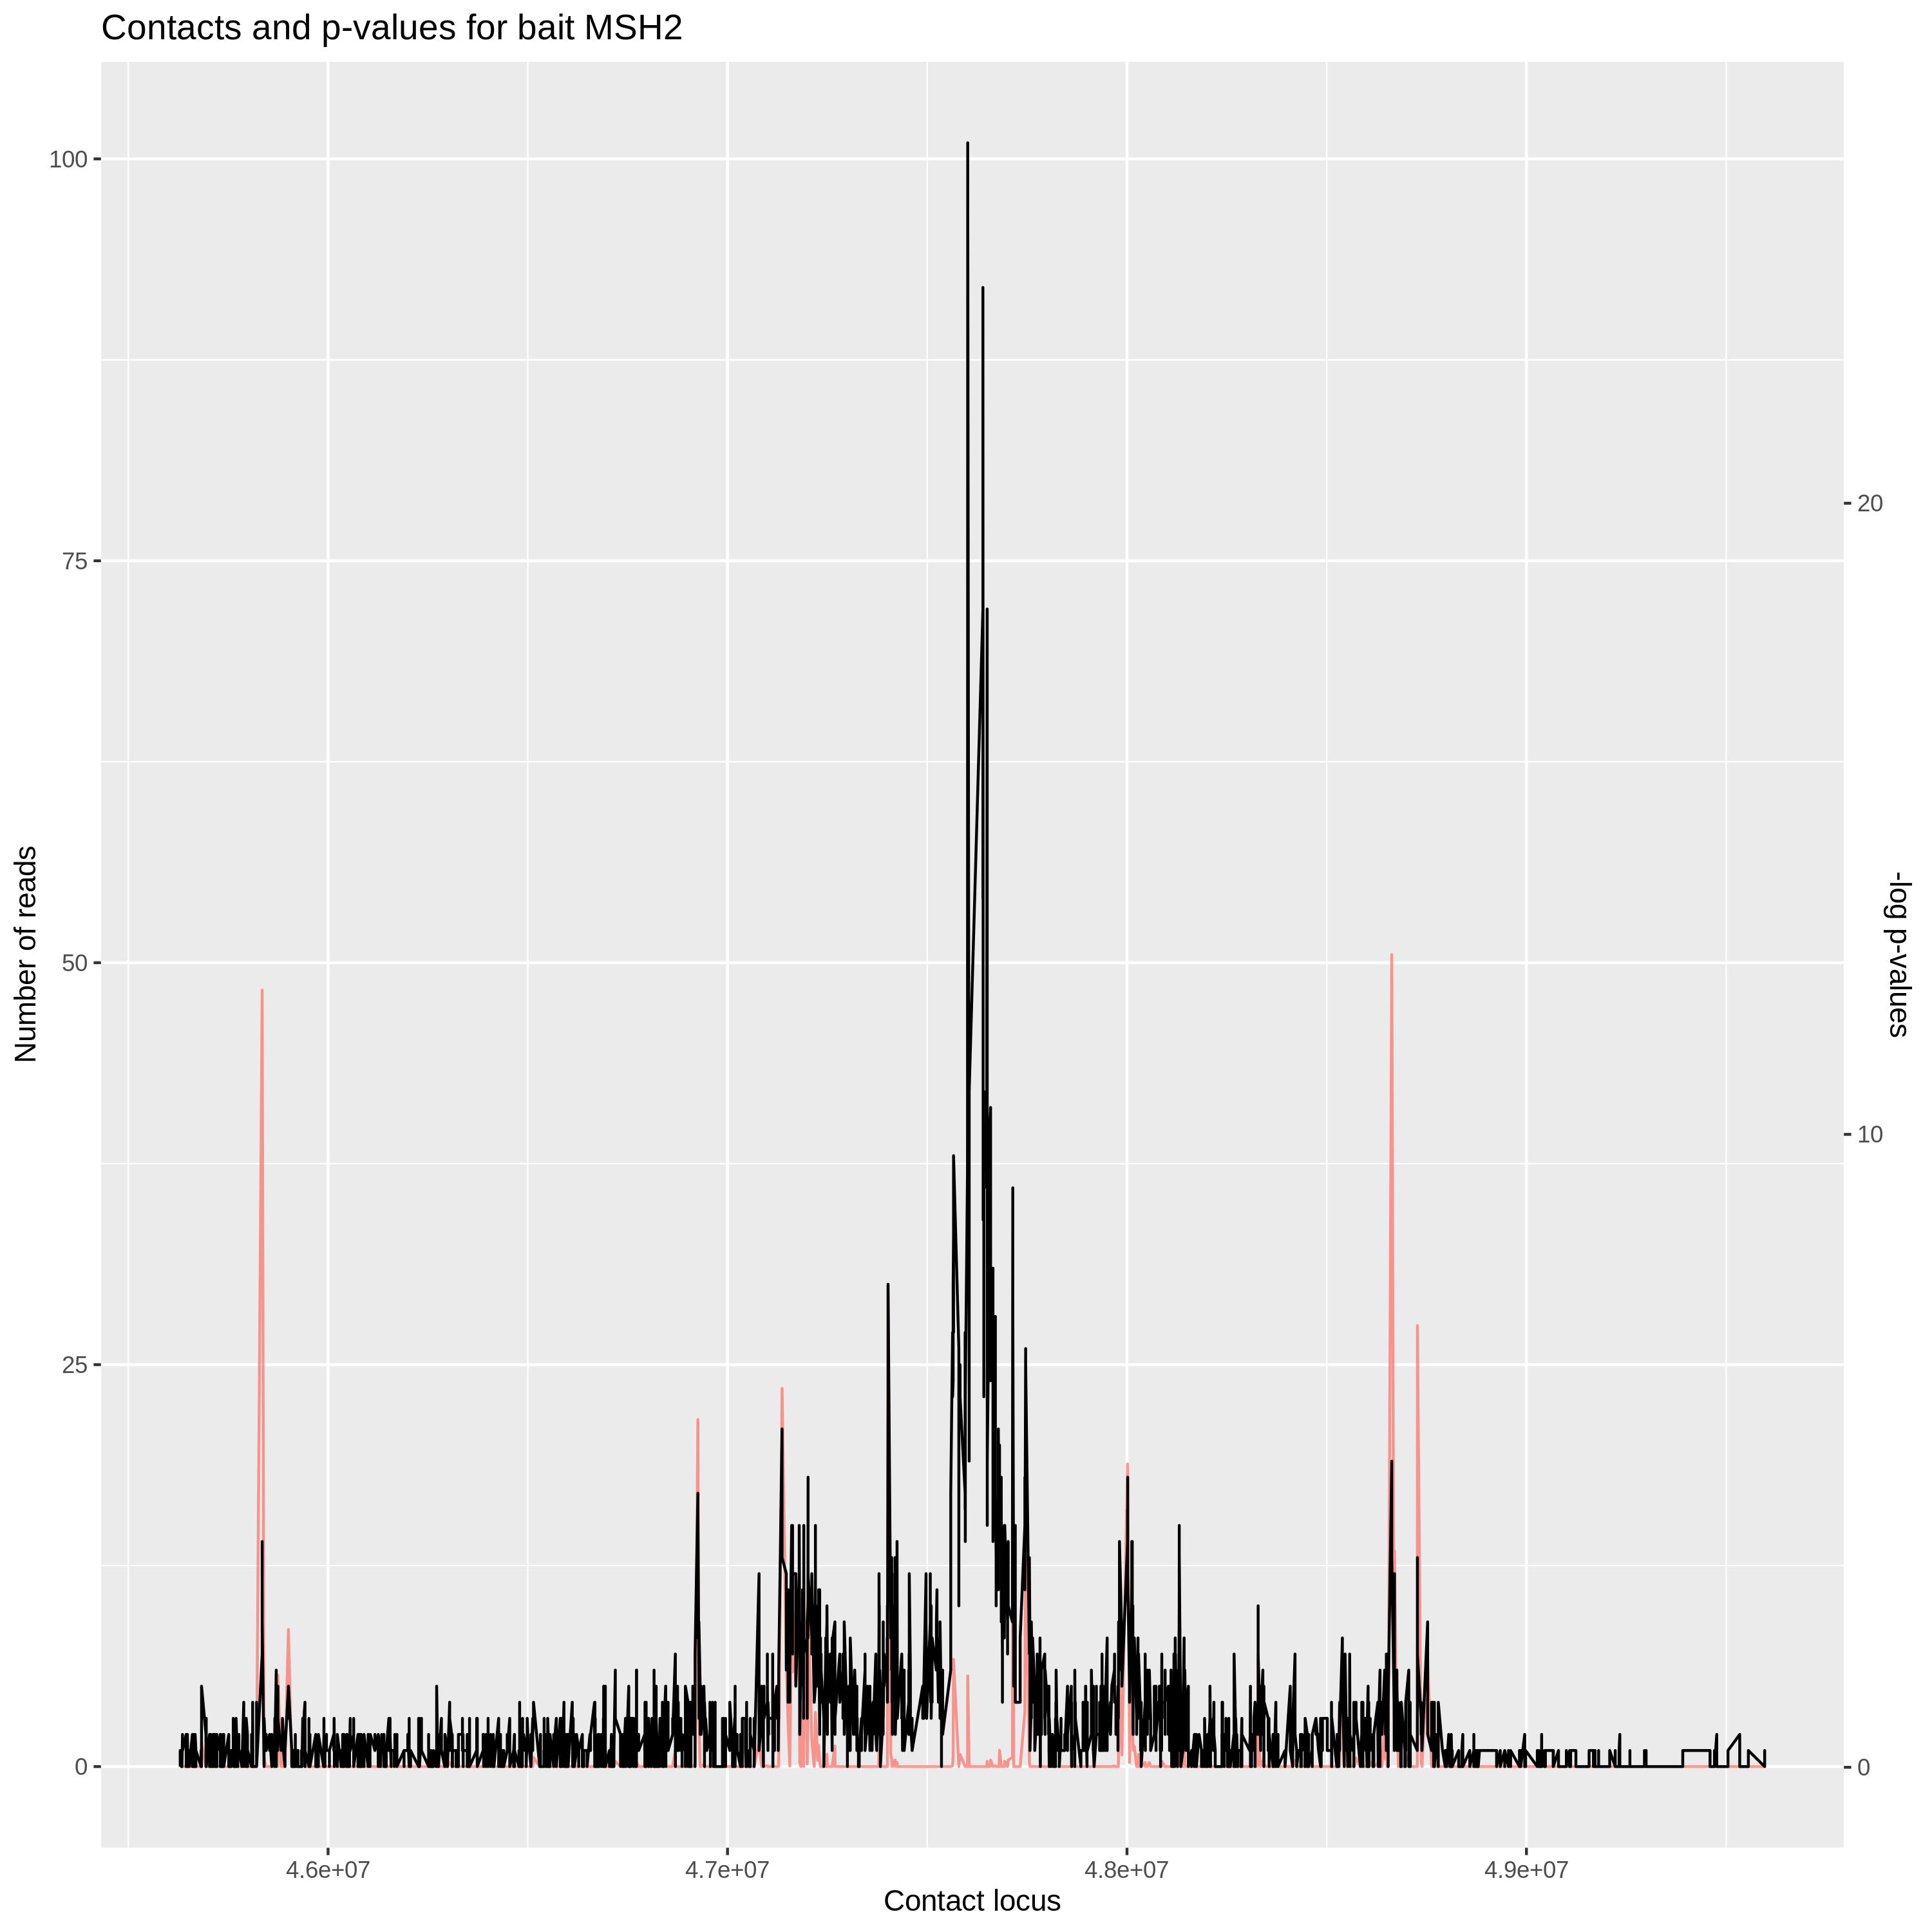 Contacts and p-values for bait MSH2
100
75
50
25
0
Number of reads
20
10
0
-log p-values
4.6e+07
4.7e+07
4.8e+07
4.9e+07
Contact locus